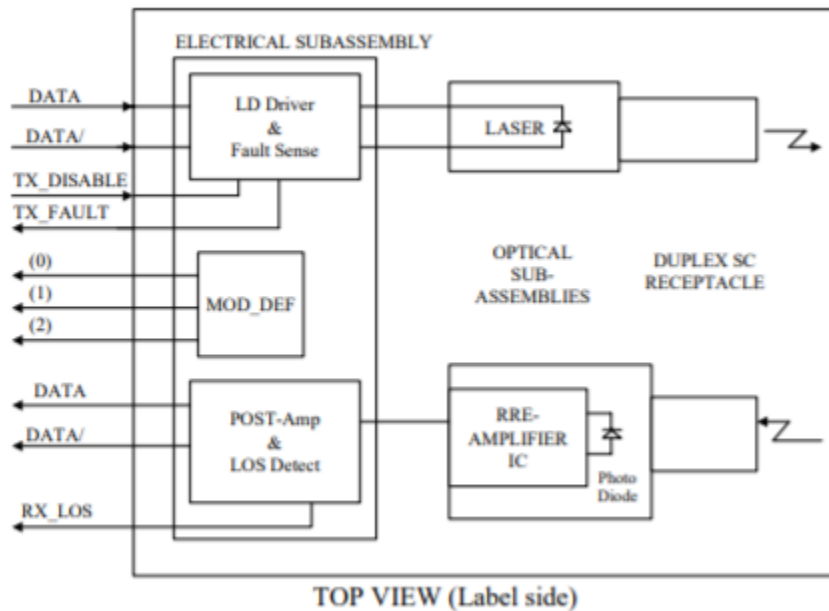 ELECTRICAL SUBASSEMBLY
DATA
DATA/
TX_DISABLE
TX_FAULT
LD Driver
&
Fault Sense
LASER
(0)
(1)
(2)
MOD_DEF
OPTICAL
SUB-
ASSEMBLIES
DUPLEX SC
RECEPTACLE
DATA
DATA/
RX_LOS
POST-Amp
&
LOS Detect
RRE-
AMPLIFIER
IC
Photo
Diode
TOP VIEW (Label side)